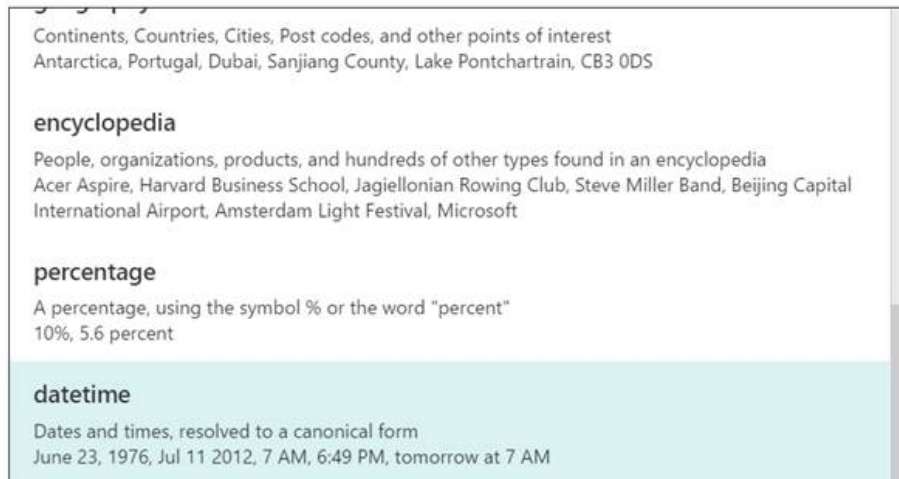 Continents, Countries, Cities, Post codes, and other points of interest
Antarctica, Portugal, Dubai, Sanjiang County, Lake Pontchartrain, CB3 0DS
encyclopedia
People, organizations, products, and hundreds of other types found in an encyclopedia
Acer Aspire, Harvard Business School, Jagiellonian Rowing Club, Steve Miller Band, Beijing Capital
International Airport, Amsterdam Light Festival, Microsoft
percentage
A percentage, using the symbol % or the word "percent"
10%, 5.6 percent
datetime
Dates and times, resolved to a canonical form
June 23, 1976, Jul 11 2012, 7 AM, 6:49 PM, tomorrow at 7 AM